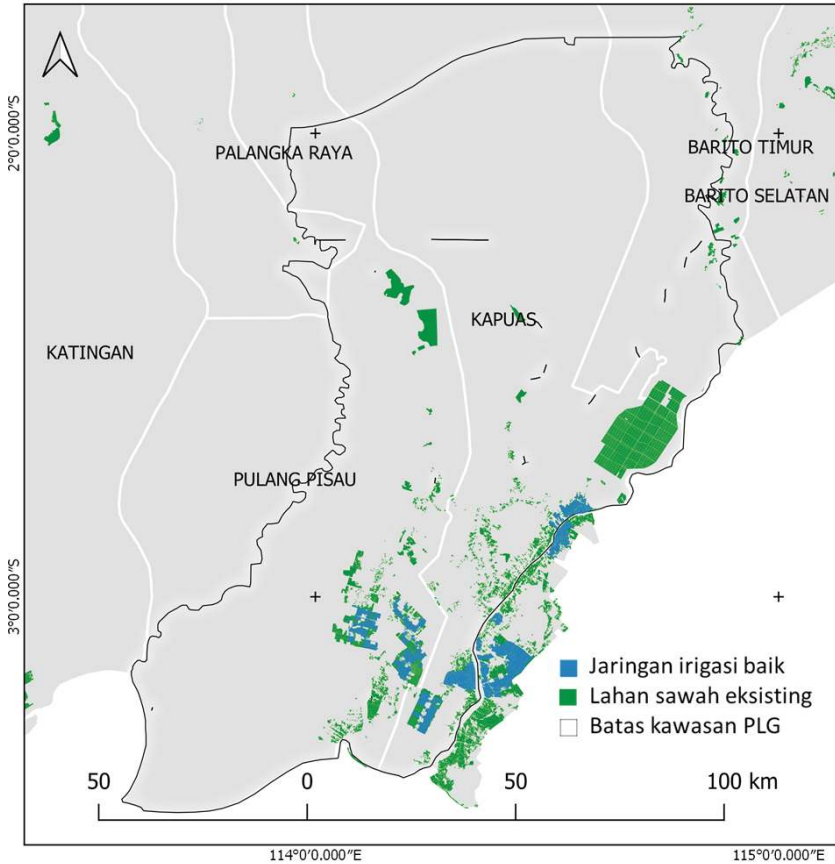 2°0'0.000"S
PALANGKA RAYA
BARITO TIMUR
BARITO SELATAN
KAPUAS
KATINGAN
PULANG PISAU
3°0'0.000"S
Jaringan irigasi baik
Lahan sawah eksisting
Batas kawasan PLG
50 0 50 100 km
114°0'0.000"E 115°0'0.000"E